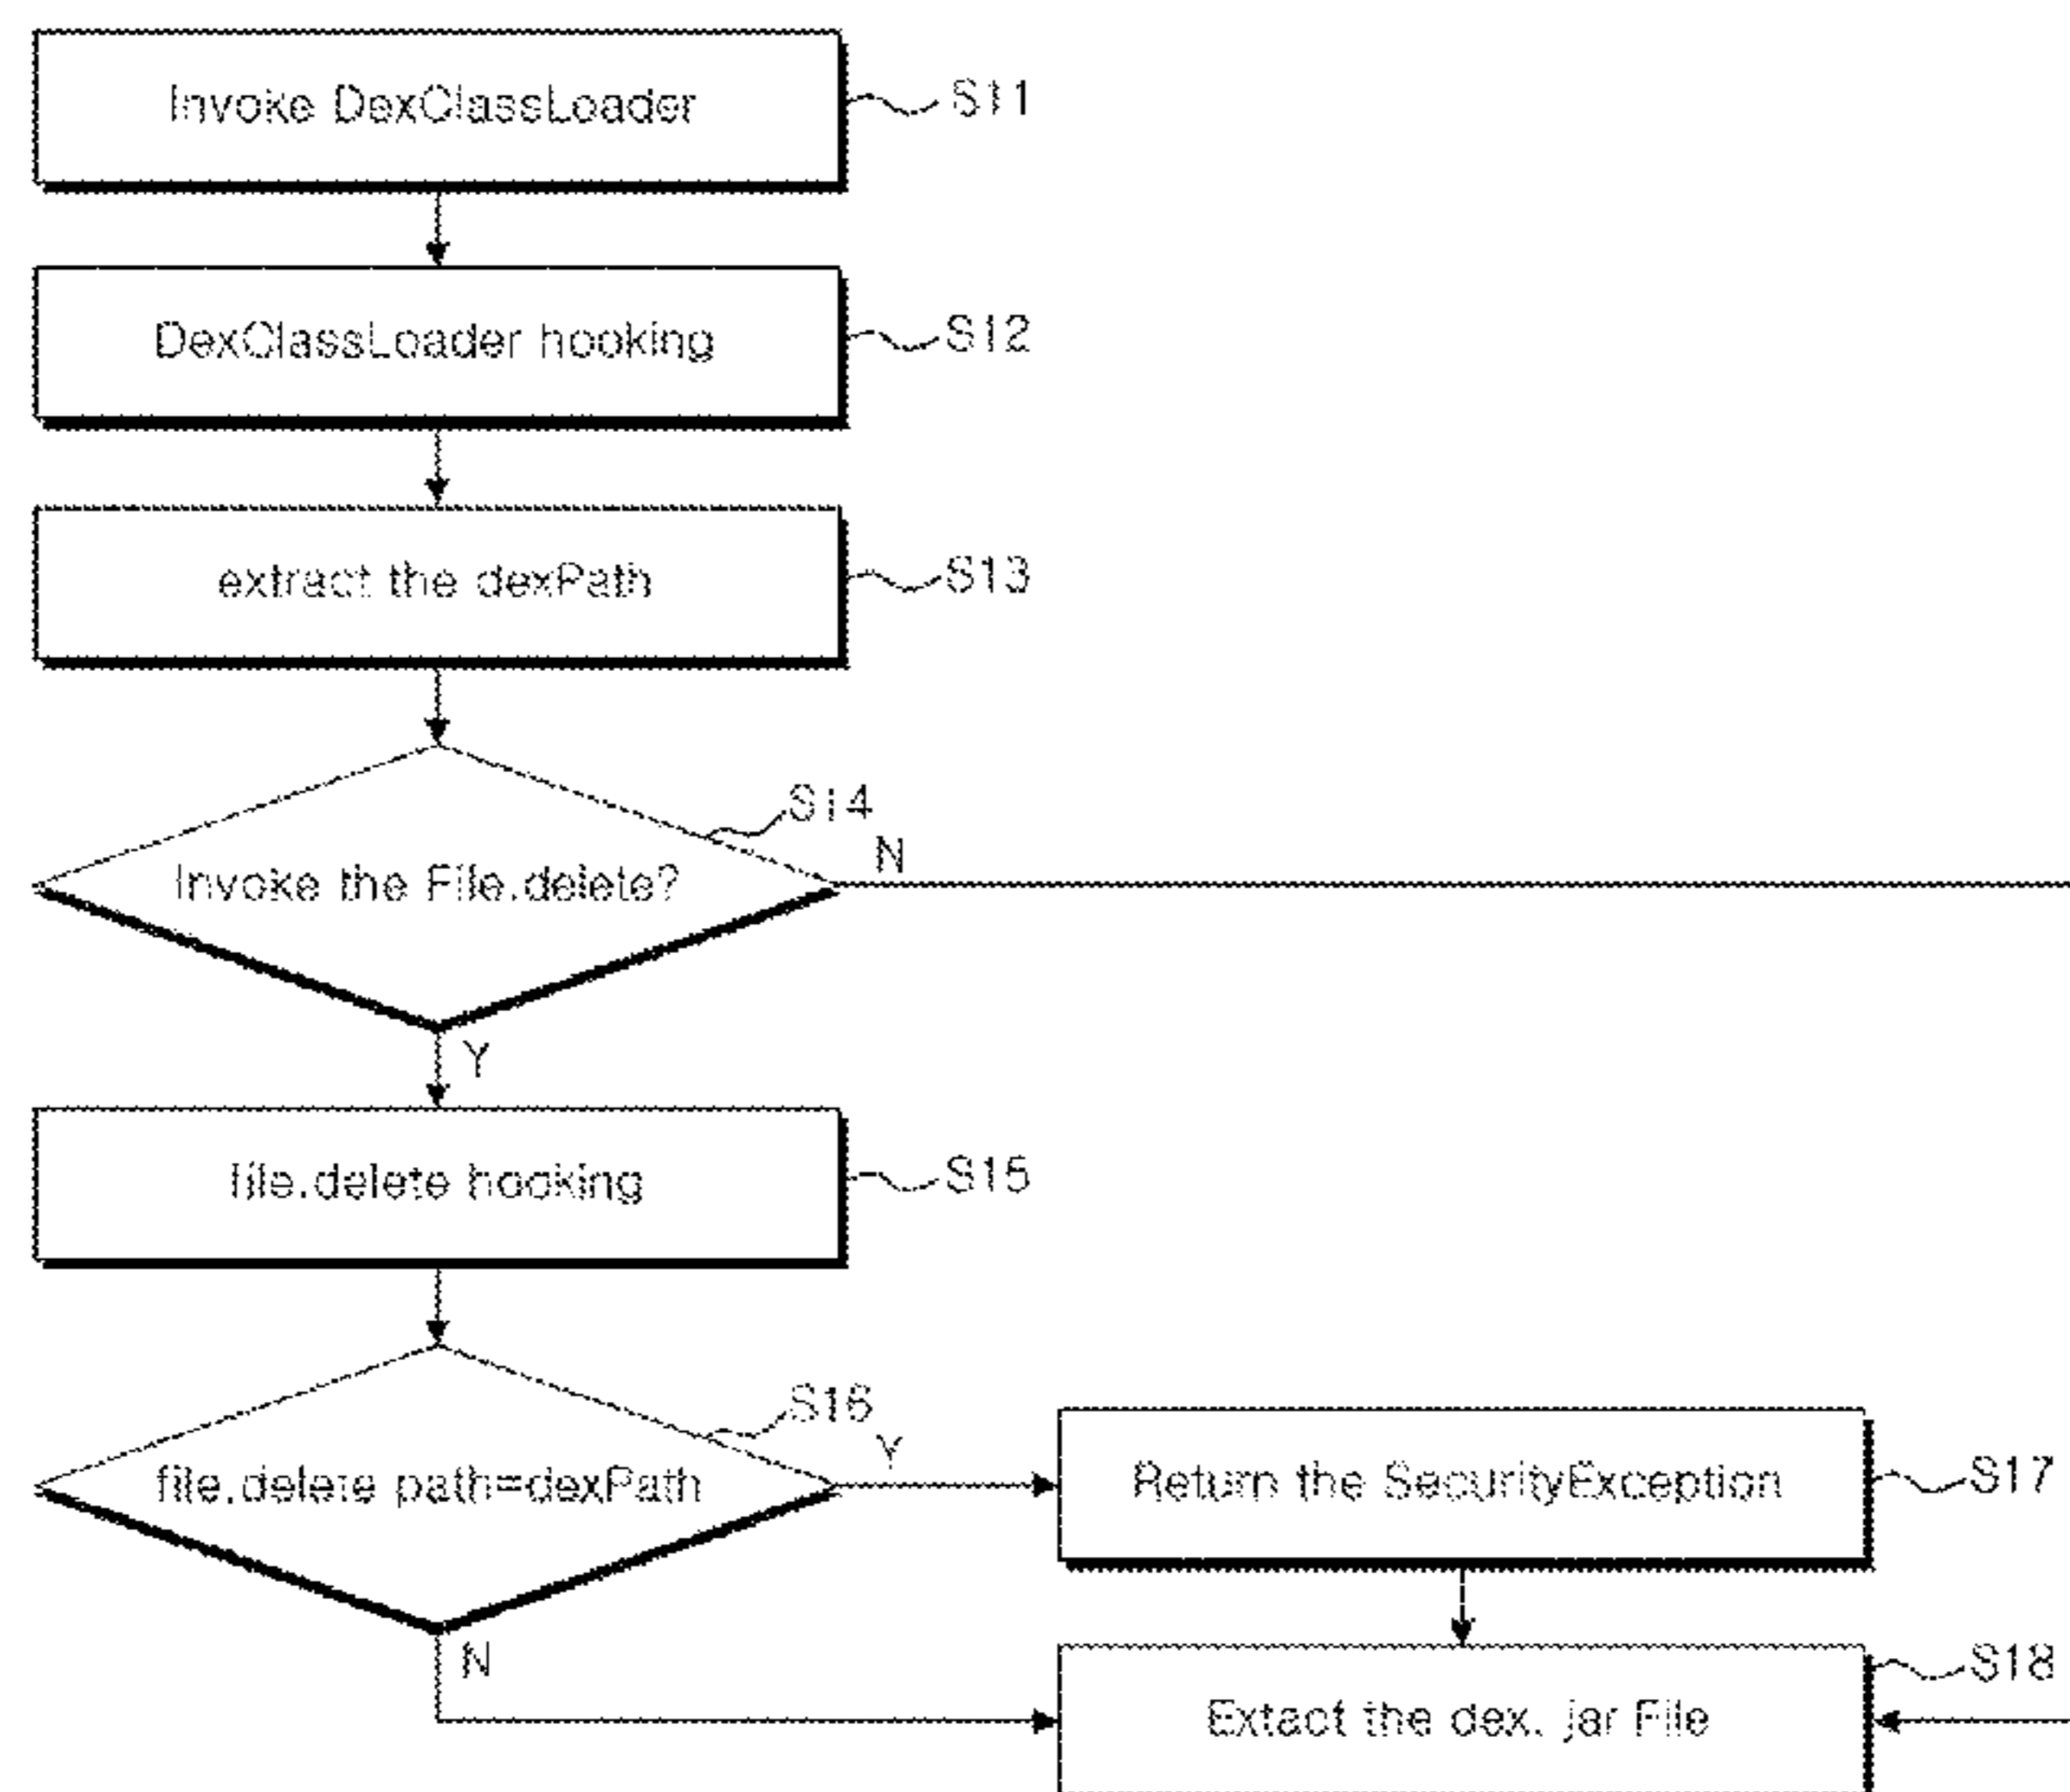 Invoke DexClassLoader
S11
DexClassLoader hooking
S12
extract the dexPath
S13
S14
N
Invoke the File.delete?
Y
file.delete hooking
S15
S16
Y
file.delete path=dexPath
Return the SecurityException
S17
N
S18
Extact the dex. jar File